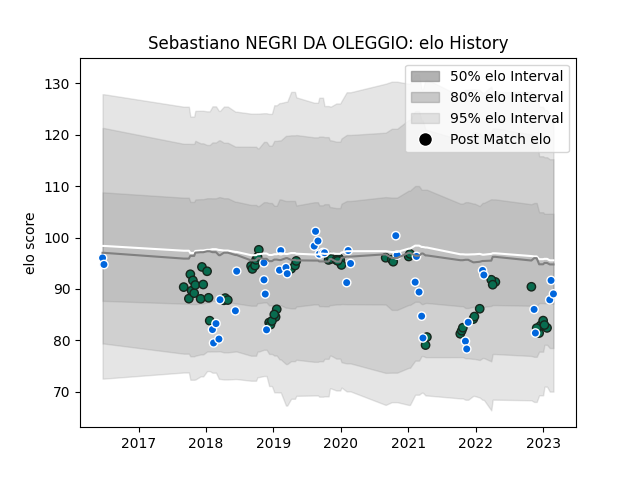 Sebastiano NEGRI DA OLEGGIO: elo History
50% elo Interval
80% elo Interval
95% elo Interval
Post Match elo
elo score
130
120
110
100
90
80
70
2017
2018
2019
2020
2021
2022
2023